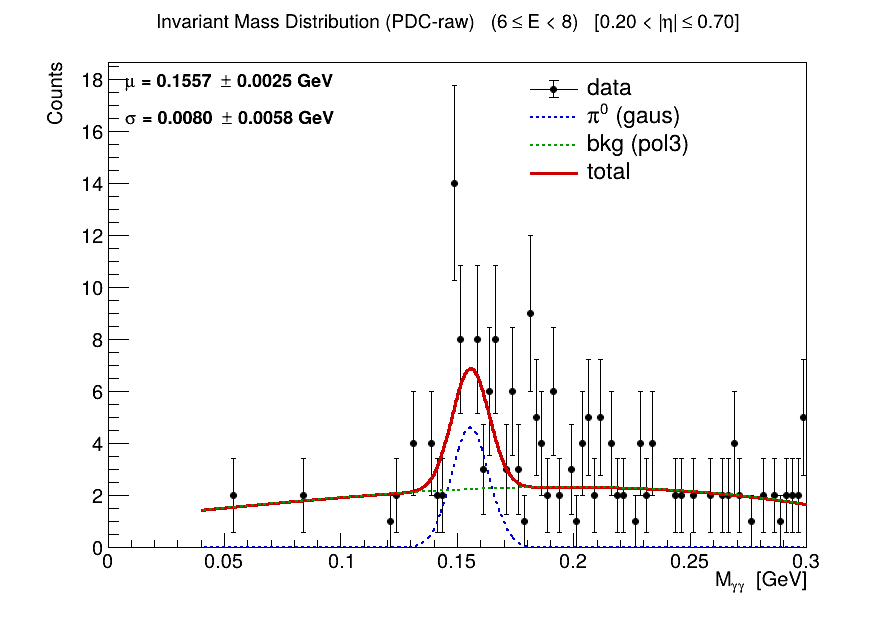 Invariant Mass Distribution (PDC-raw) (6 ≤ E < 8) [0.20 < |η| ≤ 0.70]
Counts
μ = 0.1557 ± 0.0025 GeV
σ = 0.0080 ± 0.0058 GeV
data
π⁰ (gaus)
bkg (pol3)
total
18
16
14
12
10
8
6
4
2
0
0 0.05 0.1 0.15 0.2 0.25 0.3
Mγγ [GeV]